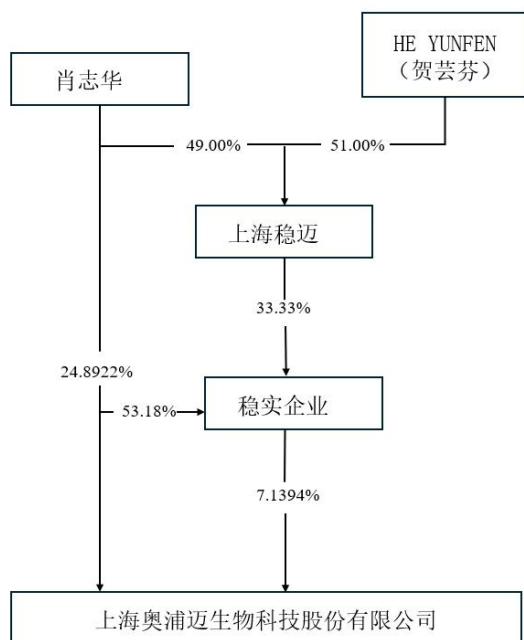 HE YUNFEN
（贺芸芬）
肖志华
49.00%
51.00%
上海稳迈
33.33%
24.8922%
稳实企业
53.18%
7.1394%
上海奥浦迈生物科技股份有限公司